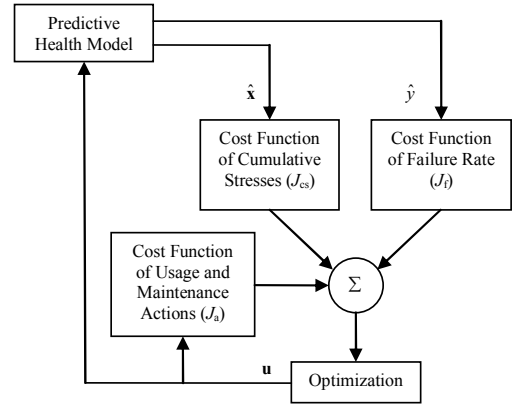 Predictive
Health Model
x̂
ŷ
Cost Function
of Cumulative
Stresses (Jcs)
Cost Function
of Failure Rate
(Jf)
Cost Function
of Usage and
Maintenance
Actions (Ja)
Σ
u
Optimization